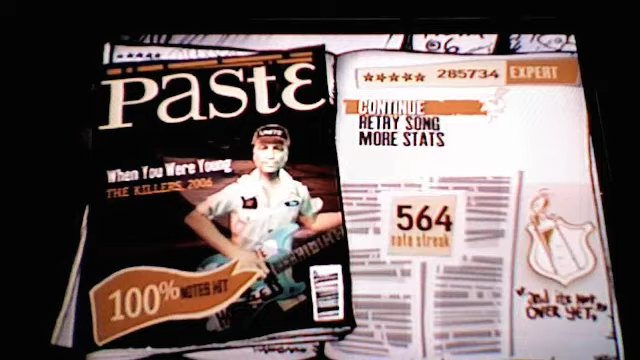 PASTE
When You Were Young
THE KILLERS 2006
100% NOTES HIT
285734 EXPERT
CONTINUE
RETRY SONG
MORE STATS
564
note streak
"and its not
OVER YET,"